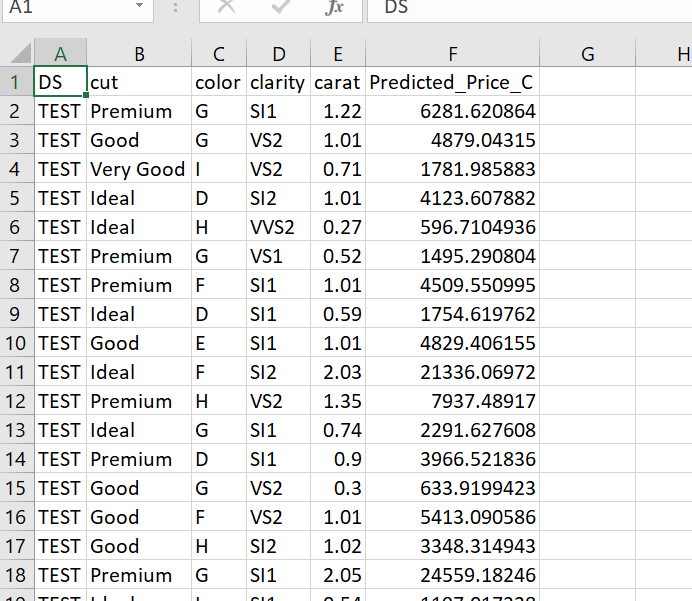 A1 fx DS
A B C D E F G H
1 DS cut color clarity carat Predicted_Price_C
2 TEST Premium G SI1 1.22 6281.620864
3 TEST Good G VS2 1.01 4879.04315
4 TEST Very Good I VS2 0.71 1781.985883
5 TEST Ideal D SI2 1.01 4123.607882
6 TEST Ideal H VVS2 0.27 596.7104936
7 TEST Premium G VS1 0.52 1495.290804
8 TEST Premium F SI1 1.01 4509.550995
9 TEST Ideal D SI1 0.59 1754.619762
10 TEST Good E SI1 1.01 4829.406155
11 TEST Ideal F SI2 2.03 21336.06972
12 TEST Premium H VS2 1.35 7937.48917
13 TEST Ideal G SI1 0.74 2291.627608
14 TEST Premium D SI1 0.9 3966.521836
15 TEST Good G VS2 0.3 633.9199423
16 TEST Good F VS2 1.01 5413.090586
17 TEST Good H SI2 1.02 3348.314943
18 TEST Premium G SI1 2.05 24559.18246